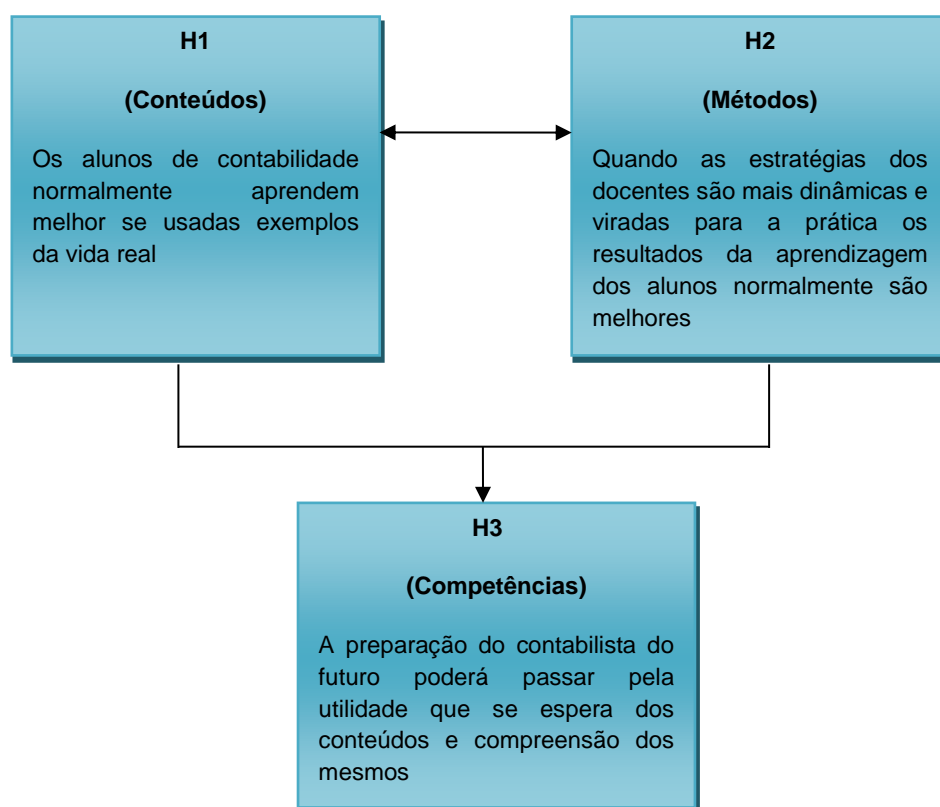 H1
(Conteúdos)
Os alunos de contabilidade
normalmente aprendem
melhor se usadas exemplos
da vida real
H2
(Métodos)
Quando as estratégias dos
docentes são mais dinâmicas e
viradas para a prática os
resultados da aprendizagem
dos alunos normalmente são
melhores
H3
(Competências)
A preparação do contabilista do
futuro poderá passar pela
utilidade que se espera dos
conteúdos e compreensão dos
mesmos